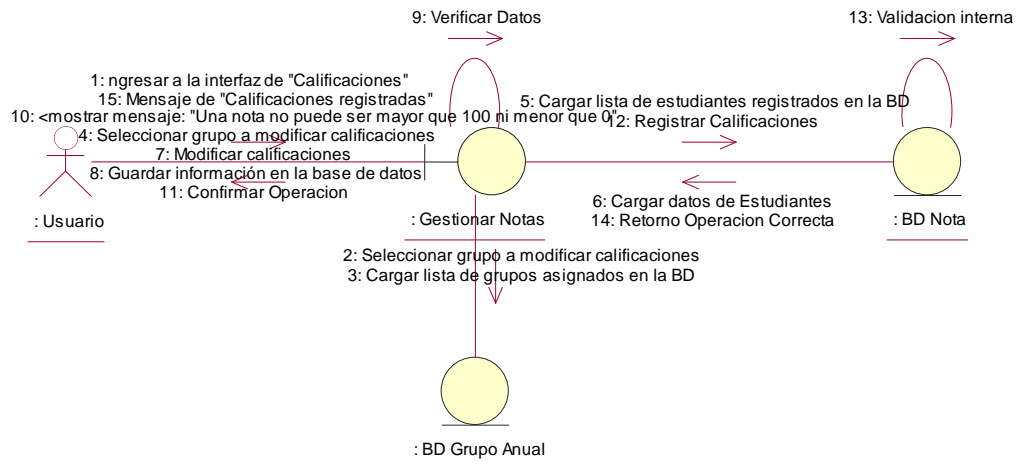 9: Verificar Datos
13: Validacion interna
1: ngresar a la interfaz de "Calificaciones"
15: Mensaje de "Calificaciones registradas"
10: <mostrar mensaje: "Una nota no puede ser mayor que 100 ni menor que 0"
4: Seleccionar grupo a modificar calificaciones
7: Modificar calificaciones
8: Guardar información en la base de datos
11: Confirmar Operacion
5: Cargar lista de estudiantes registrados en la BD
12: Registrar Calificaciones
6: Cargar datos de Estudiantes
14: Retorno Operacion Correcta
: Usuario
: Gestionar Notas
: BD Nota
2: Seleccionar grupo a modificar calificaciones
3: Cargar lista de grupos asignados en la BD
: BD Grupo Anual